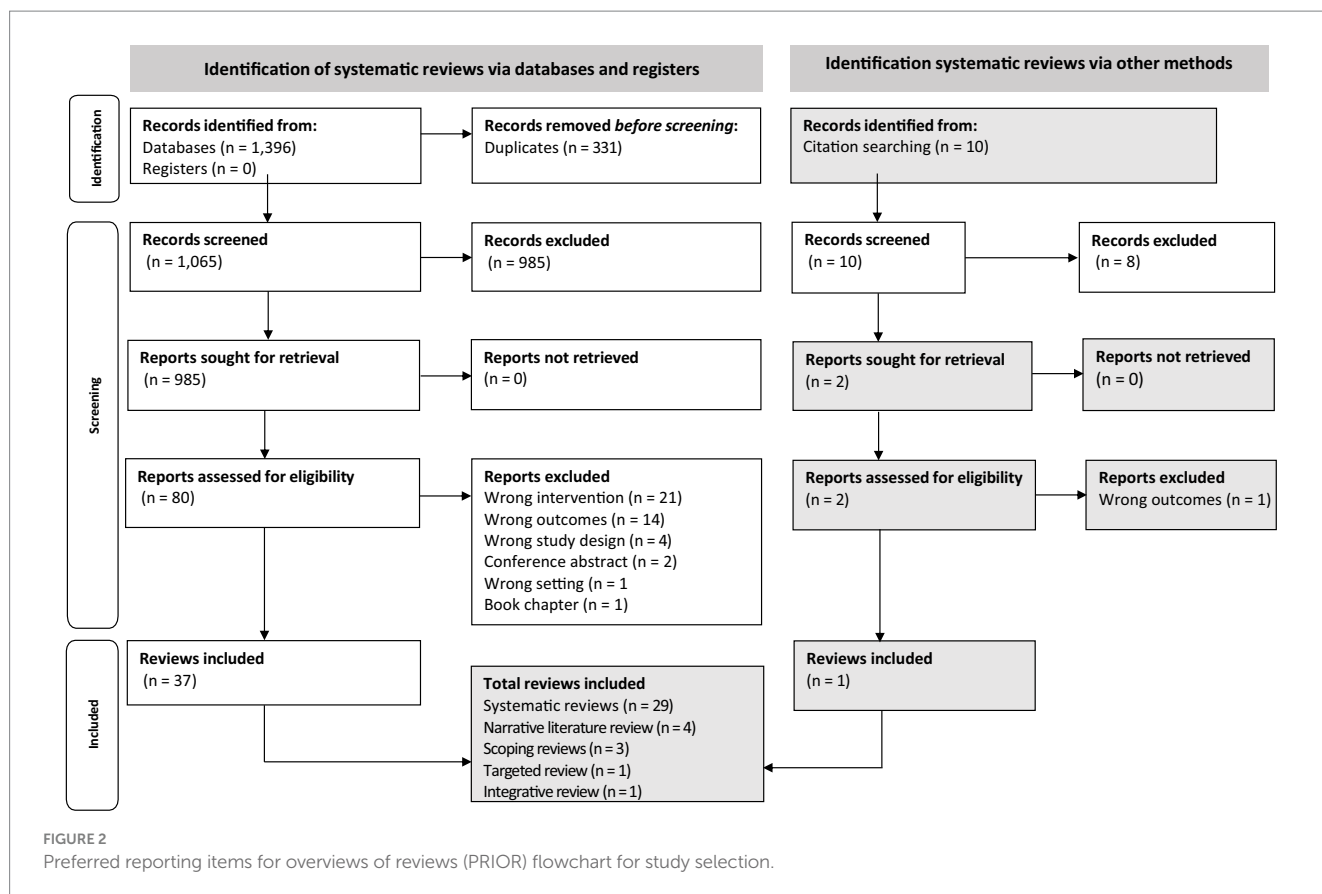 Identification of systematic reviews via databases and registers
Identification systematic reviews via other methods
Identification
Records identified from:
Databases (n = 1,396)
Registers (n = 0)
Records removed before screening:
Duplicates (n = 331)
Records identified from:
Citation searching (n = 10)
Screening
Records screened
(n = 1,065)
Records excluded
(n = 985)
Records screened
(n = 10)
Records excluded
(n = 8)
Reports sought for retrieval
(n = 985)
Reports not retrieved
(n = 0)
Reports sought for retrieval
(n = 2)
Reports not retrieved
(n = 0)
Reports assessed for eligibility
(n = 80)
Reports excluded
Wrong intervention (n = 21)
Wrong outcomes (n = 14)
Wrong study design (n = 4)
Conference abstract (n = 2)
Wrong setting (n = 1
Book chapter (n = 1)
Reports assessed for eligibility
(n = 2)
Reports excluded
Wrong outcomes (n = 1)
Included
Reviews included
(n = 37)
Total reviews included
Systematic reviews (n = 29)
Narrative literature review (n = 4)
Scoping reviews (n = 3)
Targeted review (n = 1)
Integrative review (n = 1)
Reviews included
(n = 1)
FIGURE 2
Preferred reporting items for overviews of reviews (PRIOR) flowchart for study selection.